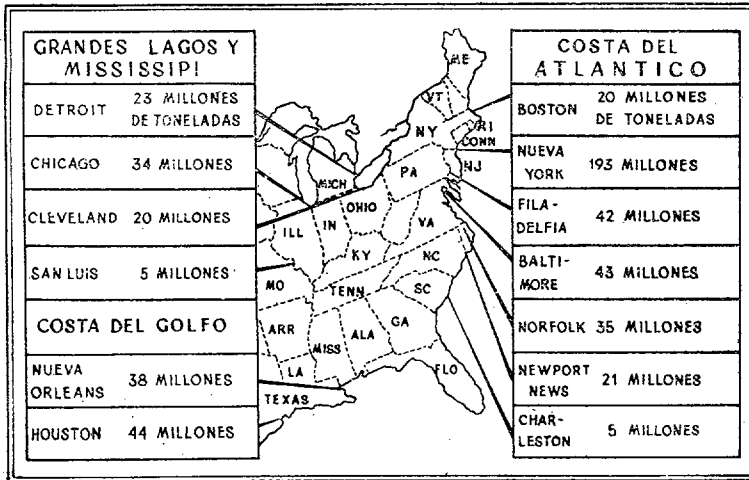 GRANDES LAGOS Y
MISSISSIPI
DETROIT 23 MILLONES
DE TONELADAS
CHICAGO 34 MILLONES
CLEVELAND 20 MILLONES
SAN LUIS 5 MILLONES
COSTA DEL GOLFO
NUEVA
ORLEANS 38 MILLONES
HOUSTON 44 MILLONES
ME
VT
NY
RI
CONN
NJ
PA
MICH
OHIO
ILL
IN
VA
KY
NC
MO
TENN
SC
ARR
MISS
ALA
GA
LA
FLO
TEXAS
COSTA DEL
ATLANTICO
BOSTON 20 MILLONES
DE TONELADAS
NUEVA
YORK 193 MILLONES
FILA-
DELFIA 42 MILLONES
BALTI-
MORE 43 MILLONES
NORFOLK 35 MILLONES
NEWPORT
NEWS 21 MILLONES
CHAR-
LESTON 5 MILLONES